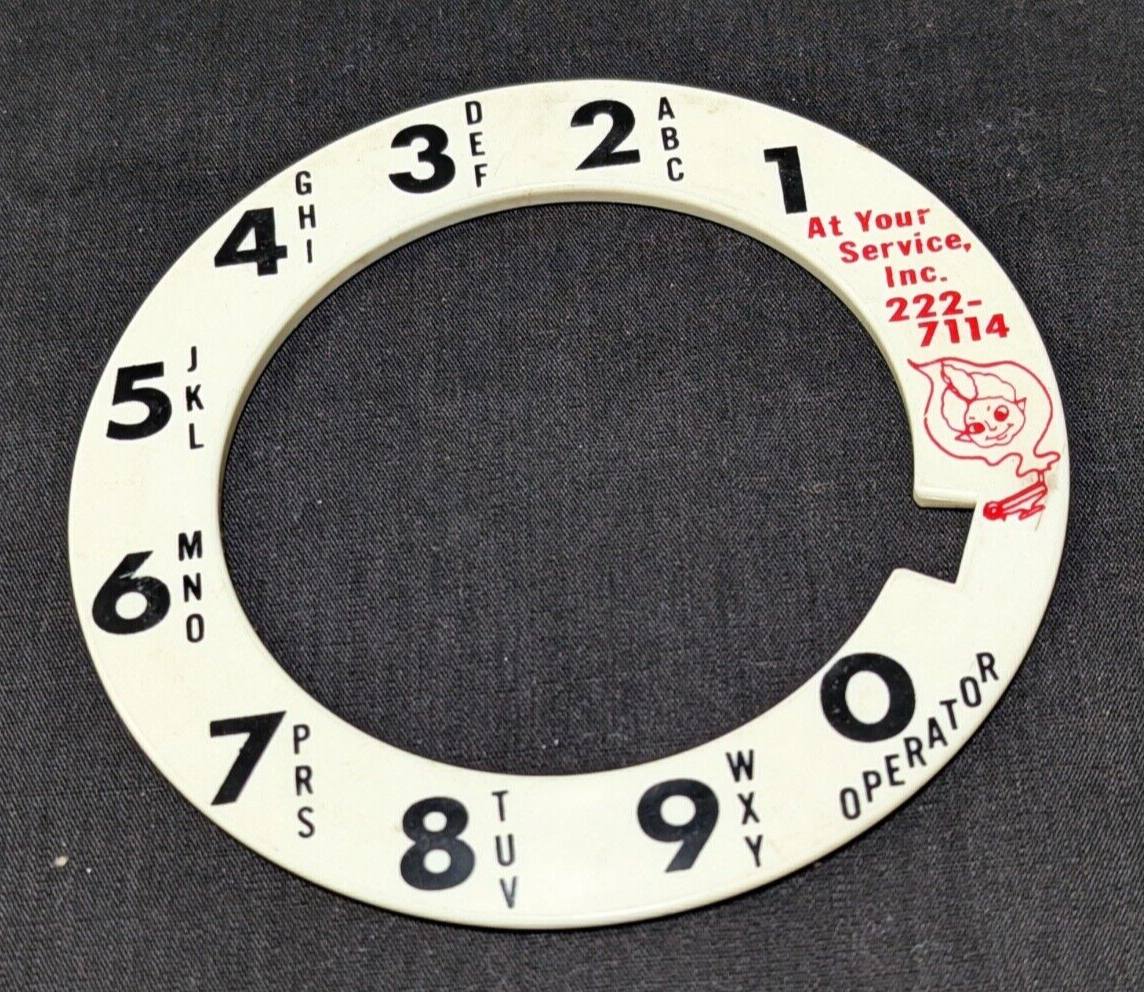 1
2 ABC
3 DEF
4 GHI
5 JKL
6 MNO
7 PRS
8 TUV
9 WXY
0
OPERATOR
At Your
Service,
Inc.
222-
7114